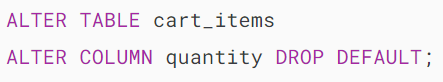 ALTER TABLE cart_items
ALTER COLUMN quantity DROP DEFAULT;